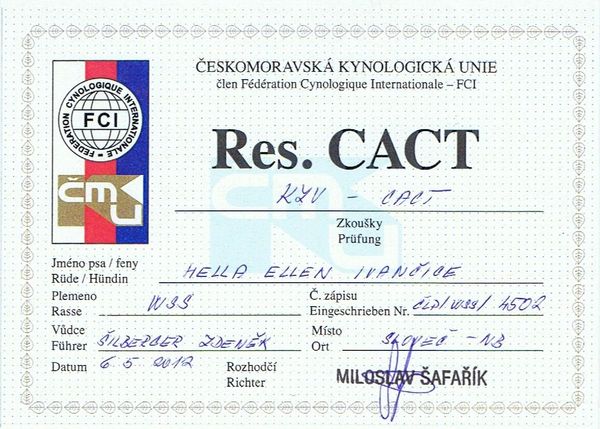 ČESKOMORAVSKÁ KYNOLOGICKÁ UNIE
člen Fédération Cynologique Internationale – FCI
FEDERATION CYNOLOGIQUE INTERNATIONALE
FCI
ČMKU
Res. CACT
KZV – CACT
Zkoušky
Prüfung
Jméno psa / feny
Rüde / Hündin HELLA ELLEN IVANČICE
Plemeno Č. zápisu
Rasse WSS Eingeschrieben Nr. ČLP/WSS/4502
Vůdce Místo
Führer ŠILBERGER ZDENĚK Ort SLOVEČ – NB
Datum 6 5 2012 Rozhodčí MILOSLAV ŠAFAŘÍK
Richter